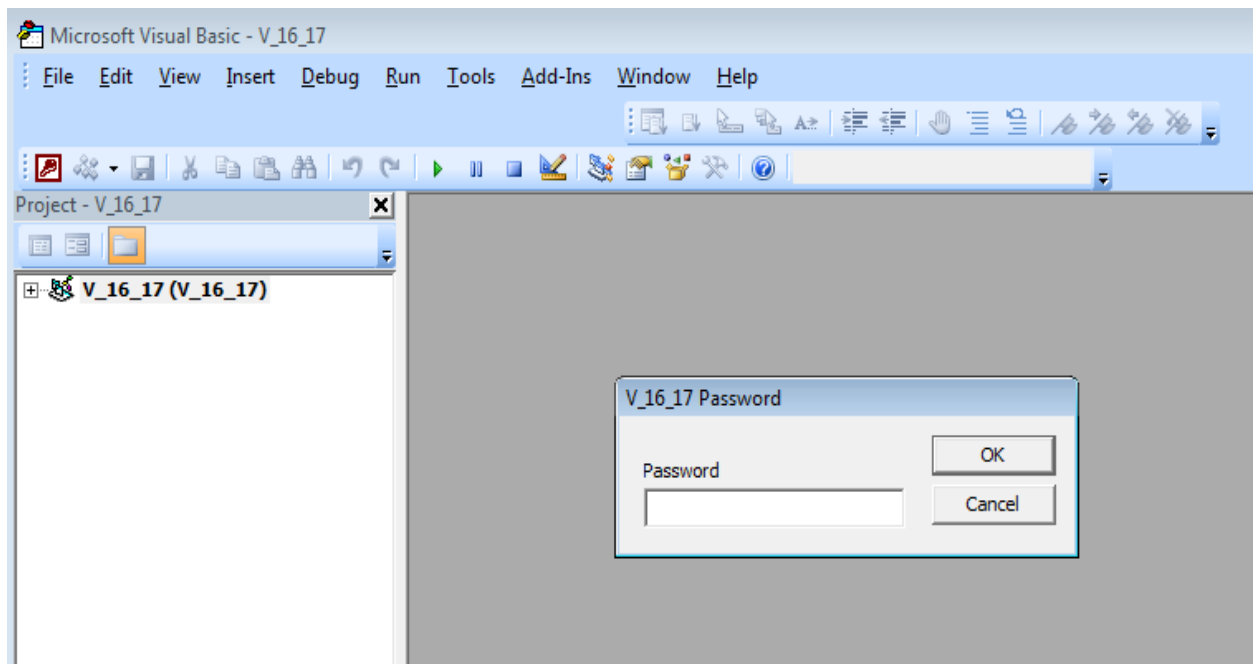 Microsoft Visual Basic - V_16_17
File Edit View Insert Debug Run Tools Add-Ins Window Help
Project - V_16_17
V_16_17 (V_16_17)
V_16_17 Password
Password
OK
Cancel